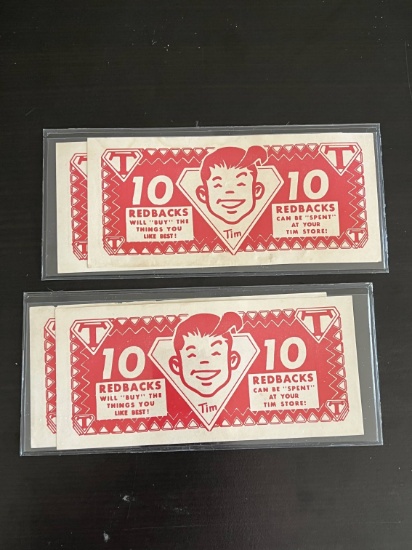 T T
10 10
REDBACKS REDBACKS
WILL "BUY" THE CAN BE "SPENT"
THINGS YOU AT YOUR
LIKE BEST! TIM STORE!
Tim
T
T T
10 10
REDBACKS REDBACKS
WILL "BUY" THE CAN BE "SPENT"
THINGS YOU AT YOUR
LIKE BEST! TIM STORE!
Tim
T